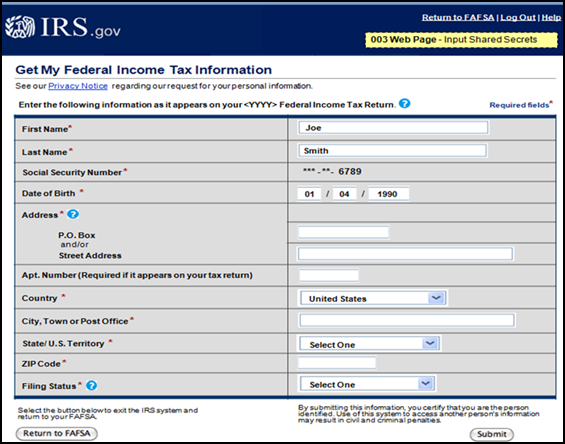 Return to FAFSA | Log Out | Help
IRS.gov
003 Web Page - Input Shared Secrets
Get My Federal Income Tax Information
See our Privacy Notice regarding our request for your personal information.
Enter the following information as it appears on your <YYYY> Federal Income Tax Return. ?
Required fields*
First Name* Joe
Last Name* Smith
Social Security Number* ***-**- 6789
Date of Birth * 01 / 04 / 1990
Address* ?
P.O. Box
and/or
Street Address
Apt. Number (Required if it appears on your tax return)
Country * United States
City, Town or Post Office*
State/ U.S. Territory * Select One
ZIP Code*
Filing Status* ? Select One
Select the button below to exit the IRS system and
return to your FAFSA.
By submitting this information, you certify that you are the person
identified. Use of this system to access another person's information
may result in civil and criminal penalties.
Return to FAFSA
Submit